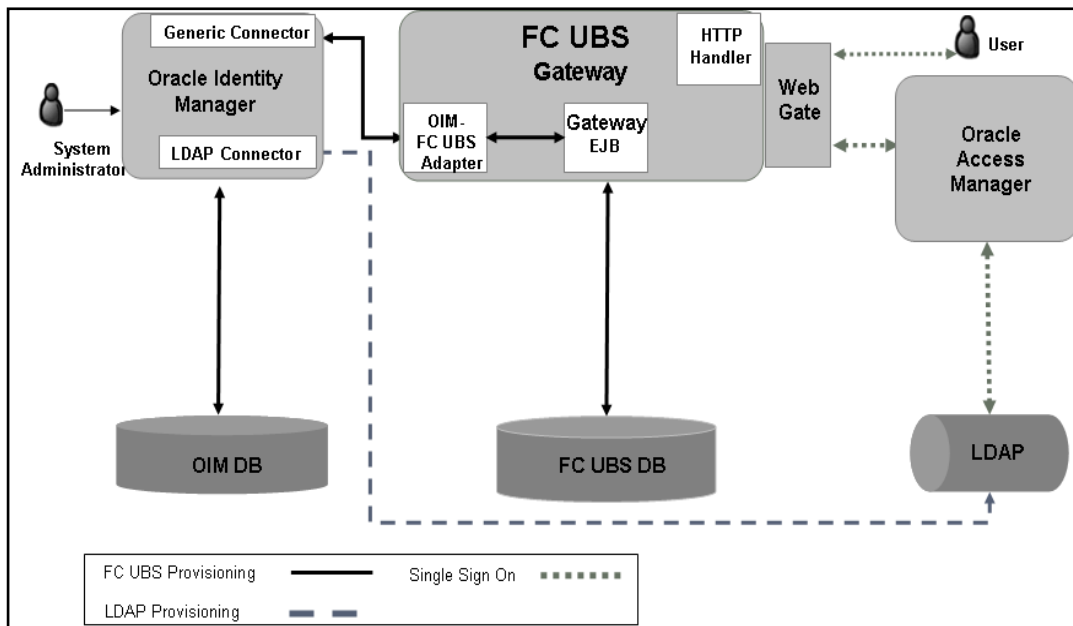 Generic Connector
Oracle Identity
Manager
LDAP Connector
System
Administrator
FC UBS
Gateway
HTTP
Handler
OIM-
FC UBS
Adapter
Gateway
EJB
Web
Gate
User
Oracle
Access
Manager
OIM DB
FC UBS DB
LDAP
FC UBS Provisioning
Single Sign On
LDAP Provisioning